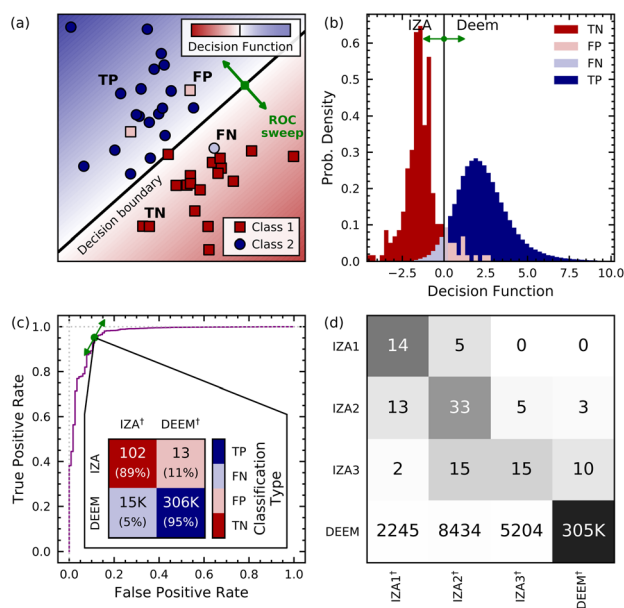 (a)
Decision Function
TP
FP
ROC
sweep
FN
TN
Decision boundary
Class 1
Class 2
(b)
IZA
Deem
TN
FP
FN
TP
Prob. Density
0.6
0.5
0.4
0.3
0.2
0.1
0.0
−2.5
0.0
2.5
5.0
7.5
10.0
Decision Function
(c)
True Positive Rate
1.0
0.8
0.6
0.4
0.2
0.0
IZA†
DEEM†
IZA
DEEM
102
(89%)
13
(11%)
15K
(5%)
306K
(95%)
TP
FN
FP
TN
Classification
Type
0.0
0.2
0.4
0.6
0.8
1.0
False Positive Rate
(d)
IZA1
14
5
0
0
IZA2
13
33
5
3
IZA3
2
15
15
10
DEEM
2245
8434
5204
305K
IZA1†
IZA2†
IZA3†
DEEM†